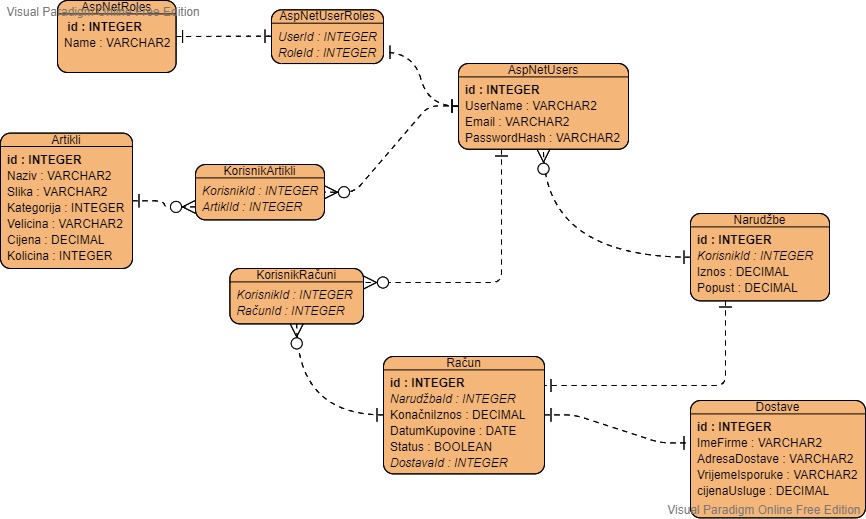 Visual Paradigm Online Free Edition
AspNetRoles
id : INTEGER
Name : VARCHAR2
AspNetUserRoles
UserId : INTEGER
RoleId : INTEGER
AspNetUsers
id : INTEGER
UserName : VARCHAR2
Email : VARCHAR2
PasswordHash : VARCHAR2
Artikli
id : INTEGER
Naziv : VARCHAR2
Slika : VARCHAR2
Kategorija : INTEGER
Velicina : VARCHAR2
Cijena : DECIMAL
Kolicina : INTEGER
KorisnikArtikli
KorisnikId : INTEGER
ArtiklId : INTEGER
Narudžbe
id : INTEGER
KorisnikId : INTEGER
Iznos : DECIMAL
Popust : DECIMAL
KorisnikRačuni
KorisnikId : INTEGER
RačunId : INTEGER
Račun
id : INTEGER
NarudžbaId : INTEGER
KonačniIznos : DECIMAL
DatumKupovine : DATE
Status : BOOLEAN
DostavaId : INTEGER
Dostave
id : INTEGER
ImeFirme : VARCHAR2
AdresaDostave : VARCHAR2
VrijemeIsporuke : VARCHAR2
cijenaUsluge : DECIMAL
Visual Paradigm Online Free Edition